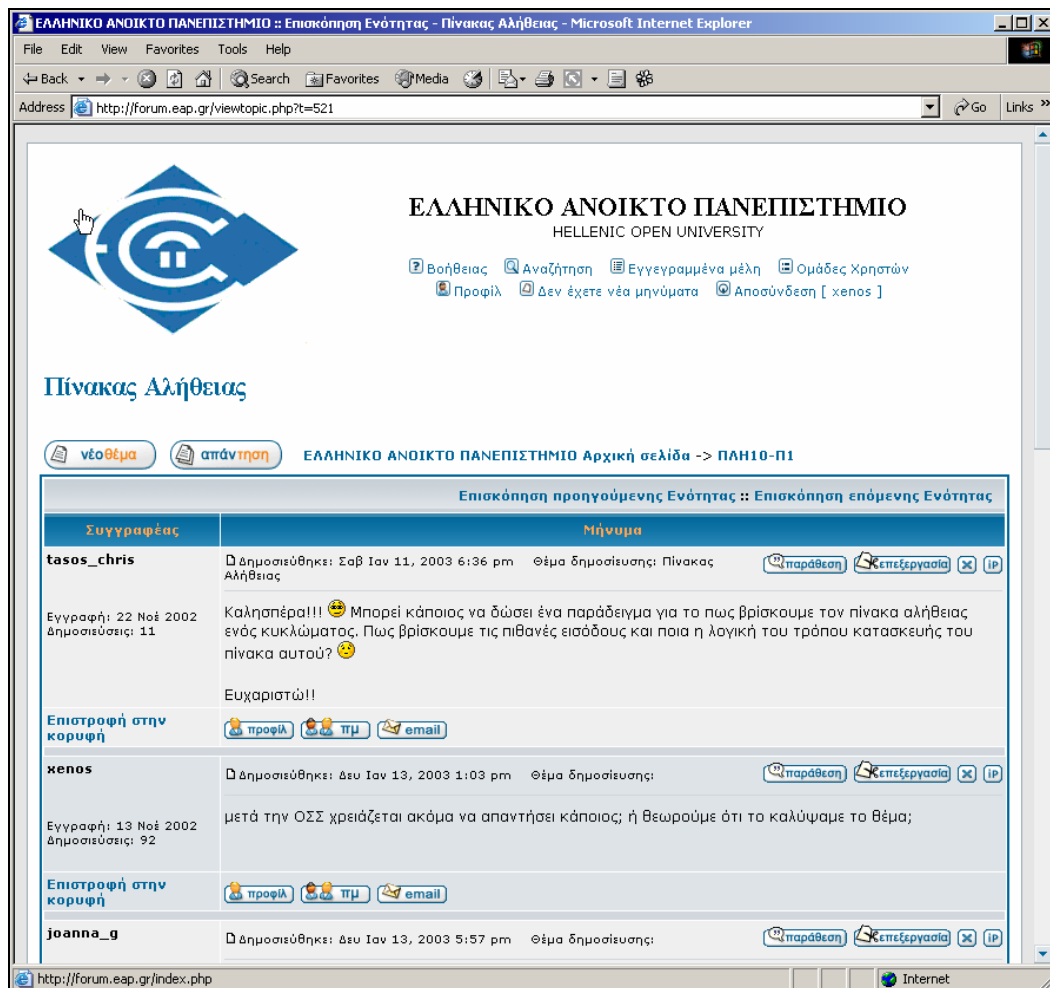 ΕΛΛΗΝΙΚΟ ΑΝΟΙΚΤΟ ΠΑΝΕΠΙΣΤΗΜΙΟ :: Επισκόπηση Ενότητας - Πίνακας Αλήθειας - Microsoft Internet Explorer
File Edit View Favorites Tools Help
Back Search Favorites Media
Address http://forum.eap.gr/viewtopic.php?t=521 Go Links »
ΕΛΛΗΝΙΚΟ ΑΝΟΙΚΤΟ ΠΑΝΕΠΙΣΤΗΜΙΟ
HELLENIC OPEN UNIVERSITY
Βοήθειας Αναζήτηση Εγγεγραμμένα μέλη Ομάδες Χρηστών
Προφίλ Δεν έχετε νέα μηνύματα Αποσύνδεση [ xenos ]
Πίνακας Αλήθειας
νέοθέμα απάντηση ΕΛΛΗΝΙΚΟ ΑΝΟΙΚΤΟ ΠΑΝΕΠΙΣΤΗΜΙΟ Αρχική σελίδα -> ΠΛΗ10-Π1
Επισκόπηση προηγούμενης Ενότητας :: Επισκόπηση επόμενης Ενότητας
Συγγραφέας Μήνυμα
tasos_chris
Δημοσιεύθηκε: Σαβ Ιαν 11, 2003 6:36 pm Θέμα δημοσίευσης: Πίνακας
Αλήθειας
παράθεση επεξεργασία x iP
Εγγραφή: 22 Νοέ 2002
Δημοσιεύσεις: 11
Καλησπέρα!!! Μπορεί κάποιος να δώσει ένα παράδειγμα για το πως βρίσκουμε τον πίνακα αλήθειας
ενός κυκλώματος. Πως βρίσκουμε τις πιθανές εισόδους και ποια η λογική του τρόπου κατασκευής του
πίνακα αυτού?
Ευχαριστώ!!
Επιστροφή στην
κορυφή
προφίλ πμ email
xenos
Δημοσιεύθηκε: Δευ Ιαν 13, 2003 1:03 pm Θέμα δημοσίευσης:
παράθεση επεξεργασία x iP
Εγγραφή: 13 Νοέ 2002
Δημοσιεύσεις: 92
μετά την ΟΣΣ χρειάζεται ακόμα να απαντήσει κάποιος; ή θεωρούμε ότι το καλύψαμε το θέμα;
Επιστροφή στην
κορυφή
προφίλ πμ email
joanna_g
Δημοσιεύθηκε: Δευ Ιαν 13, 2003 5:57 pm Θέμα δημοσίευσης:
παράθεση επεξεργασία x iP
http://forum.eap.gr/index.php Internet